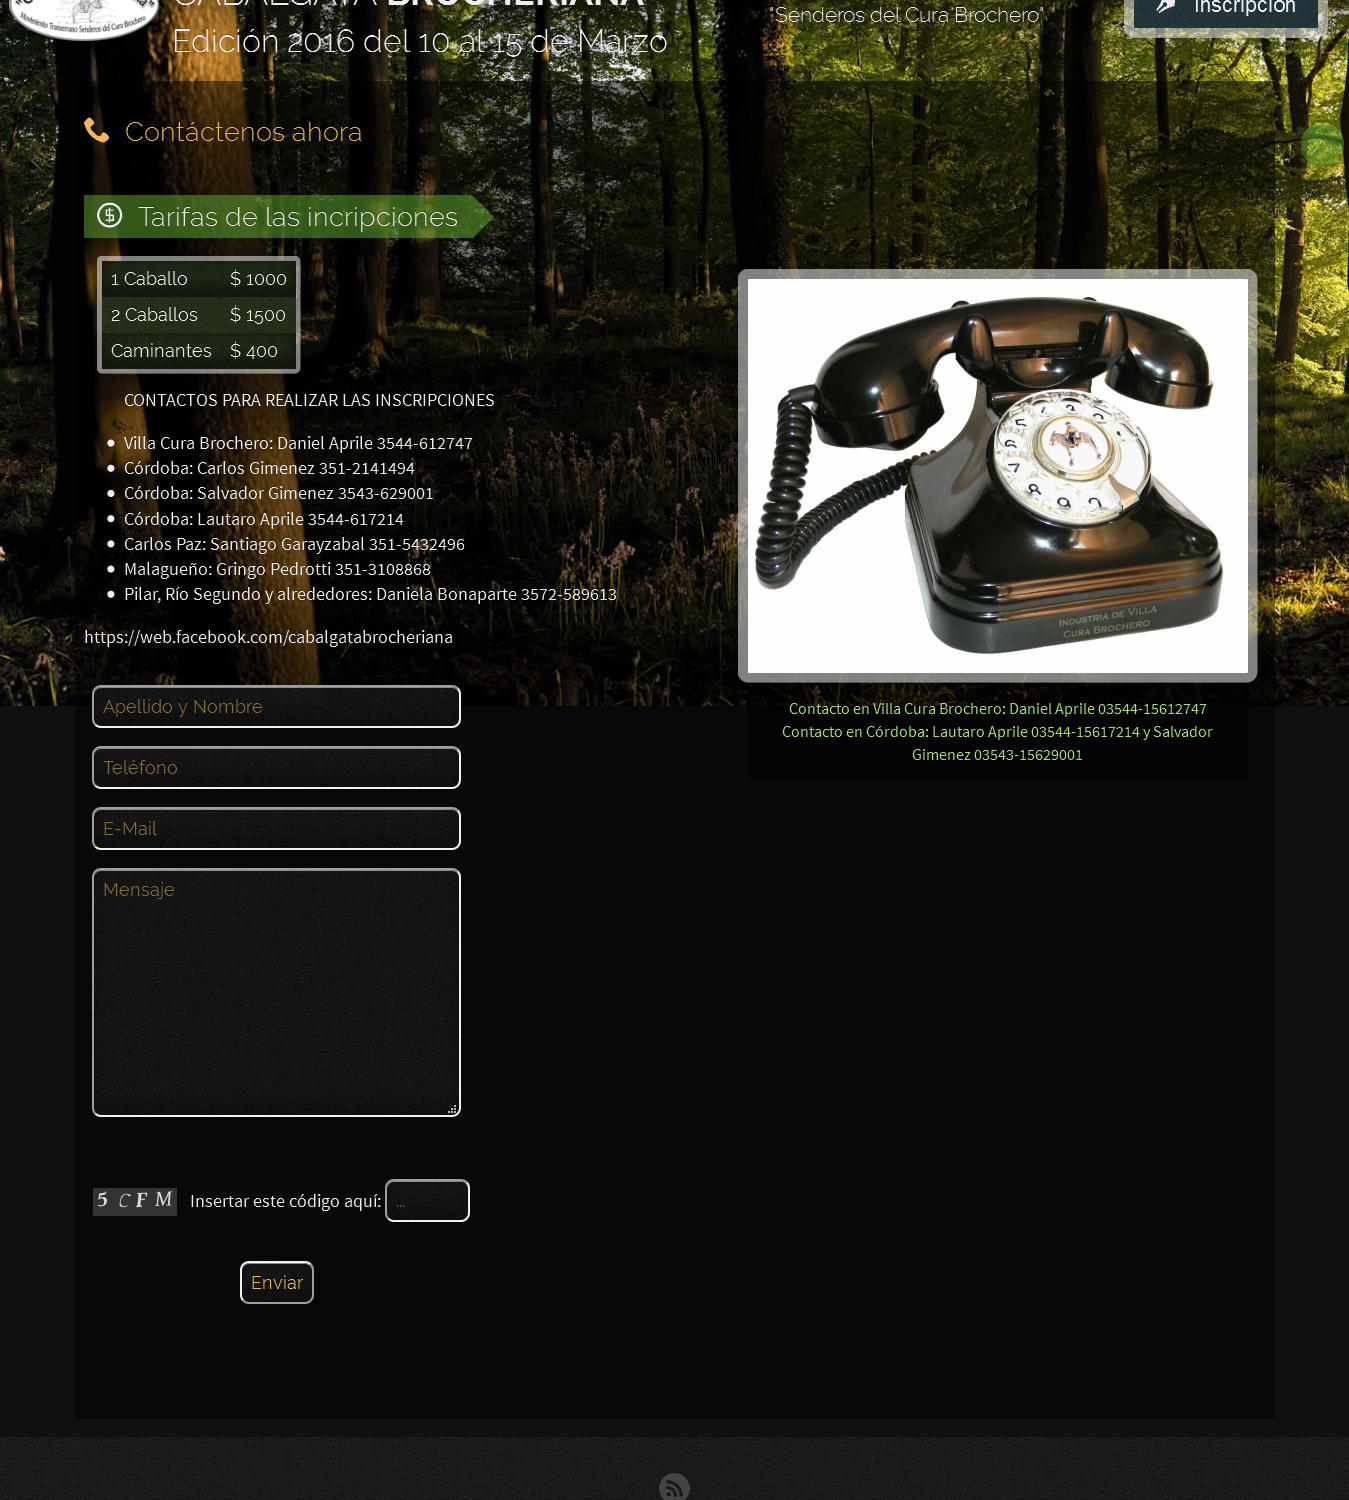 CABALGATA BROCHERIANA
Edición 2016 del 10 al 15 de Marzo
"Senderos del Cura Brochero"
Inscripción
Movimiento Transerrano Senderos del Cura Brochero
Contáctenos ahora
Tarifas de las incripciones
1 Caballo $ 1000
2 Caballos $ 1500
Caminantes $ 400
CONTACTOS PARA REALIZAR LAS INSCRIPCIONES
Villa Cura Brochero: Daniel Aprile 3544-612747
Córdoba: Carlos Gimenez 351-2141494
Córdoba: Salvador Gimenez 3543-629001
Córdoba: Lautaro Aprile 3544-617214
Carlos Paz: Santiago Garayzabal 351-5432496
Malagueño: Gringo Pedrotti 351-3108868
Pilar, Río Segundo y alrededores: Daniela Bonaparte 3572-589613
https://web.facebook.com/cabalgatabrocheriana
INDUSTRIA DE VILLA
CURA BROCHERO
Contacto en Villa Cura Brochero: Daniel Aprile 03544-15612747
Contacto en Córdoba: Lautaro Aprile 03544-15617214 y Salvador
Gimenez 03543-15629001
Apellido y Nombre
Teléfono
E-Mail
Mensaje
5 C F M Insertar este código aquí: ...
Enviar